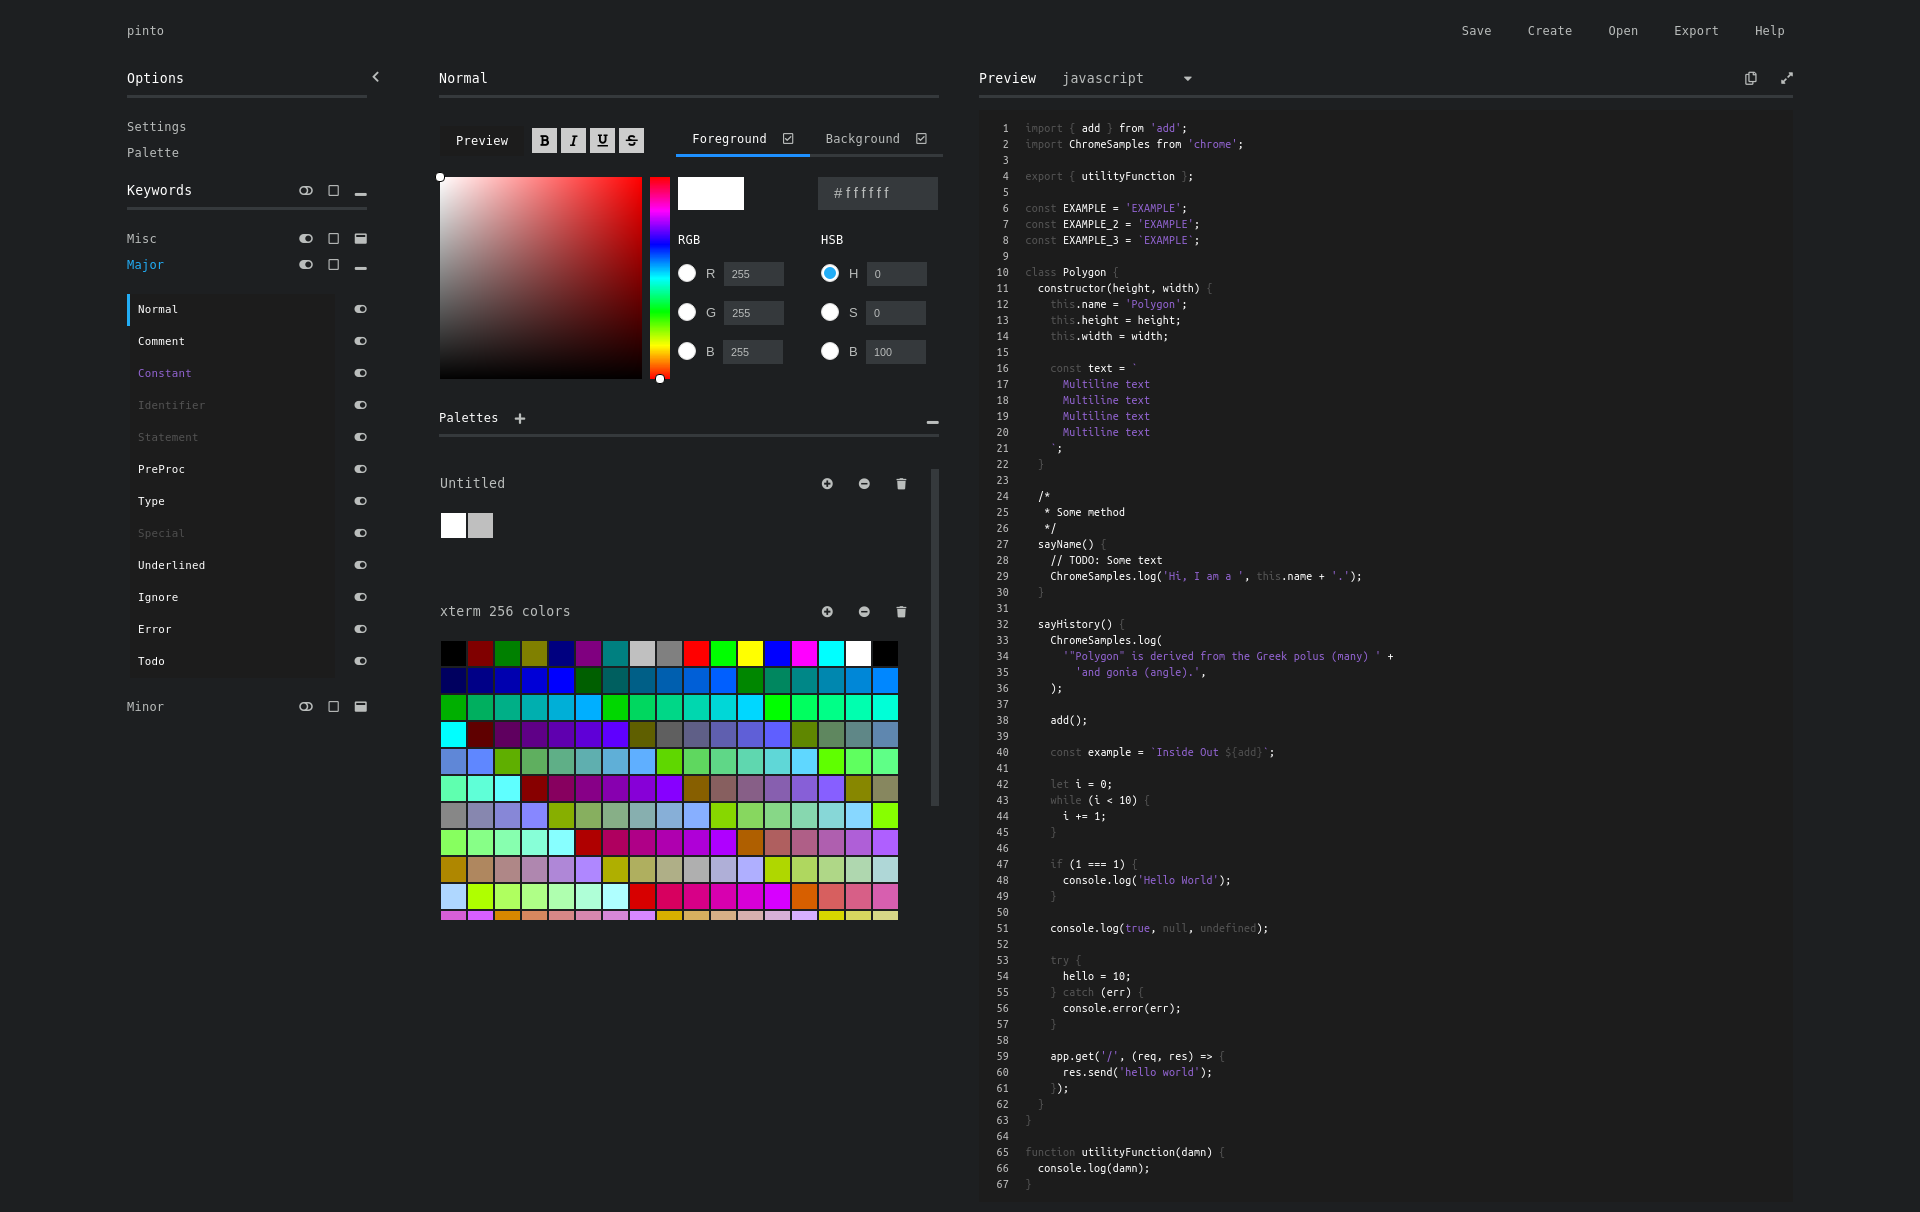 pinto
Save Create Open Export Help
Options
Settings
Palette
Keywords
Misc
Major
Normal
Comment
Constant
Identifier
Statement
PreProc
Type
Special
Underlined
Ignore
Error
Todo
Minor
Normal
Preview B I U S Foreground Background
#ffffff
RGB HSB
R 255 H 0
G 255 S 0
B 255 B 100
Palettes
Untitled
xterm 256 colors
Preview javascript
1 import { add } from 'add';
2 import ChromeSamples from 'chrome';
3
4 export { utilityFunction };
5
6 const EXAMPLE = 'EXAMPLE';
7 const EXAMPLE_2 = 'EXAMPLE';
8 const EXAMPLE_3 = `EXAMPLE`;
9
10 class Polygon {
11   constructor(height, width) {
12     this.name = 'Polygon';
13     this.height = height;
14     this.width = width;
15
16     const text = `
17       Multiline text
18       Multiline text
19       Multiline text
20       Multiline text
21     `;
22   }
23
24   /*
25    * Some method
26    */
27   sayName() {
28     // TODO: Some text
29     ChromeSamples.log('Hi, I am a ', this.name + '.');
30   }
31
32   sayHistory() {
33     ChromeSamples.log(
34       '"Polygon" is derived from the Greek polus (many) ' +
35         'and gonia (angle).',
36     );
37
38     add();
39
40     const example = `Inside Out ${add}`;
41
42     let i = 0;
43     while (i < 10) {
44       i += 1;
45     }
46
47     if (1 === 1) {
48       console.log('Hello World');
49     }
50
51     console.log(true, null, undefined);
52
53     try {
54       hello = 10;
55     } catch (err) {
56       console.error(err);
57     }
58
59     app.get('/', (req, res) => {
60       res.send('hello world');
61     });
62   }
63 }
64
65 function utilityFunction(damn) {
66   console.log(damn);
67 }